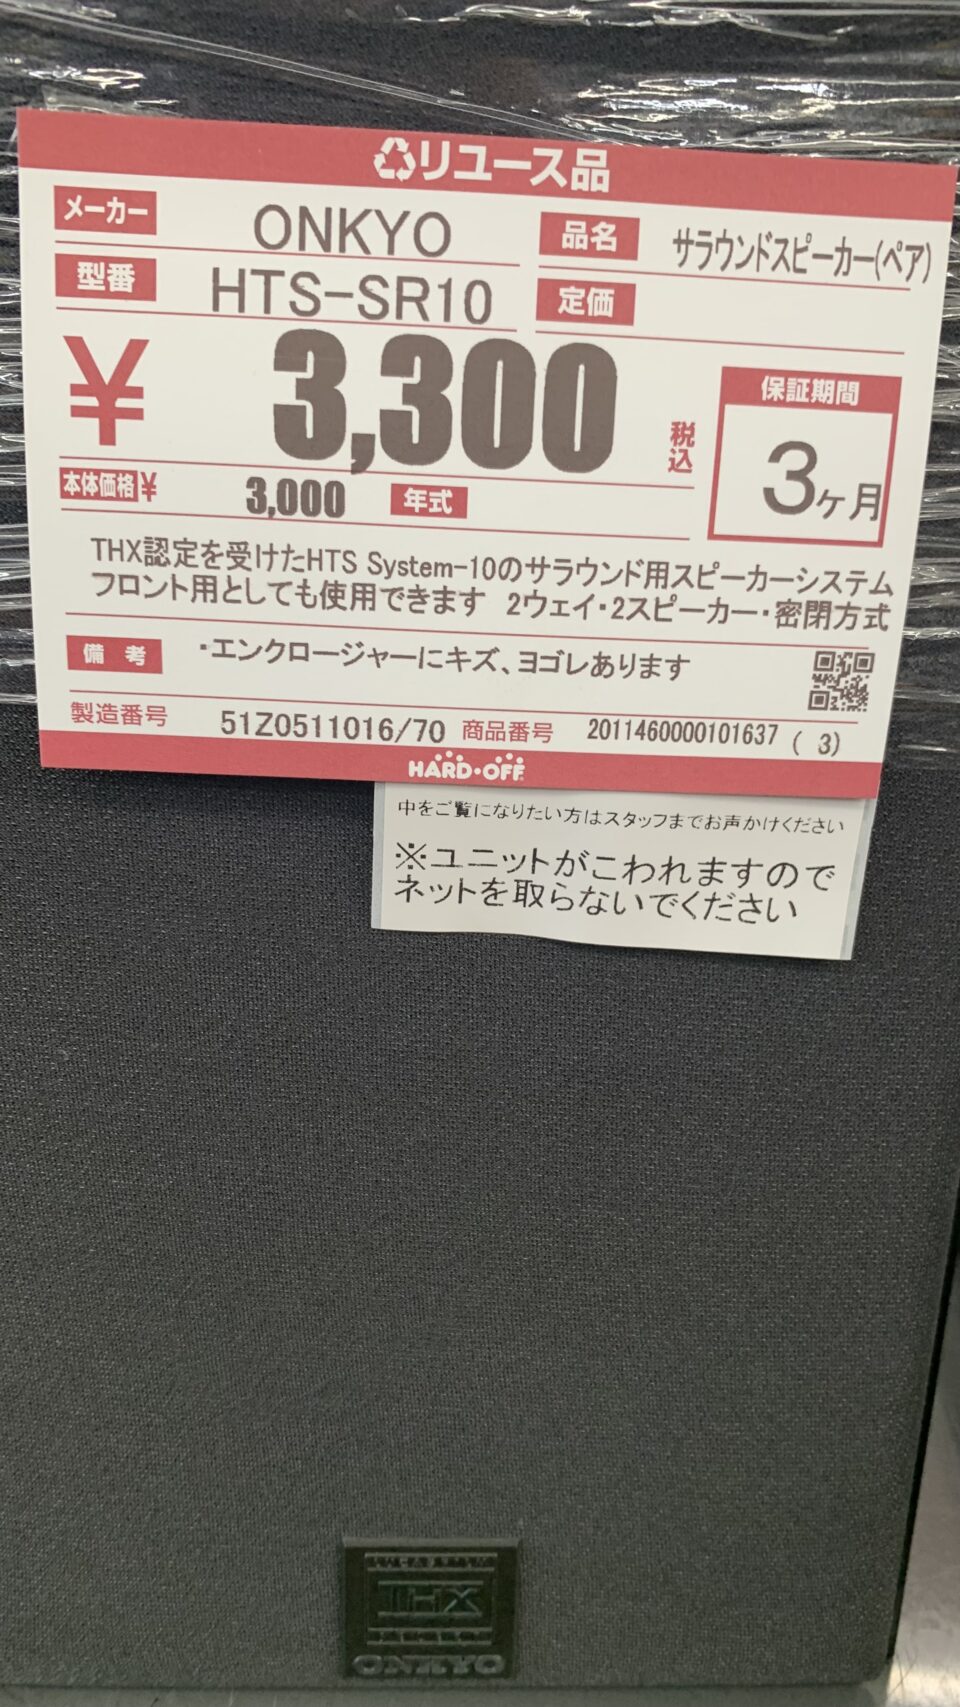 リユース品
メーカー ONKYO 品名 サラウンドスピーカー(ペア)
型番 HTS-SR10 定価
¥3,300 税込
保証期間
3ヶ月
本体価格¥ 3,000 年式
THX認定を受けたHTS System-10のサラウンド用スピーカーシステム
フロント用としても使用できます 2ウェイ・2スピーカー・密閉方式
備考 ・エンクロージャーにキズ、ヨゴレあります
製造番号 51Z0511016/70 商品番号 2011460000101637 ( 3)
HARD・OFF
中をご覧になりたい方はスタッフまでお声かけください
※ユニットがこわれますので
ネットを取らないでください
THX
ONKYO